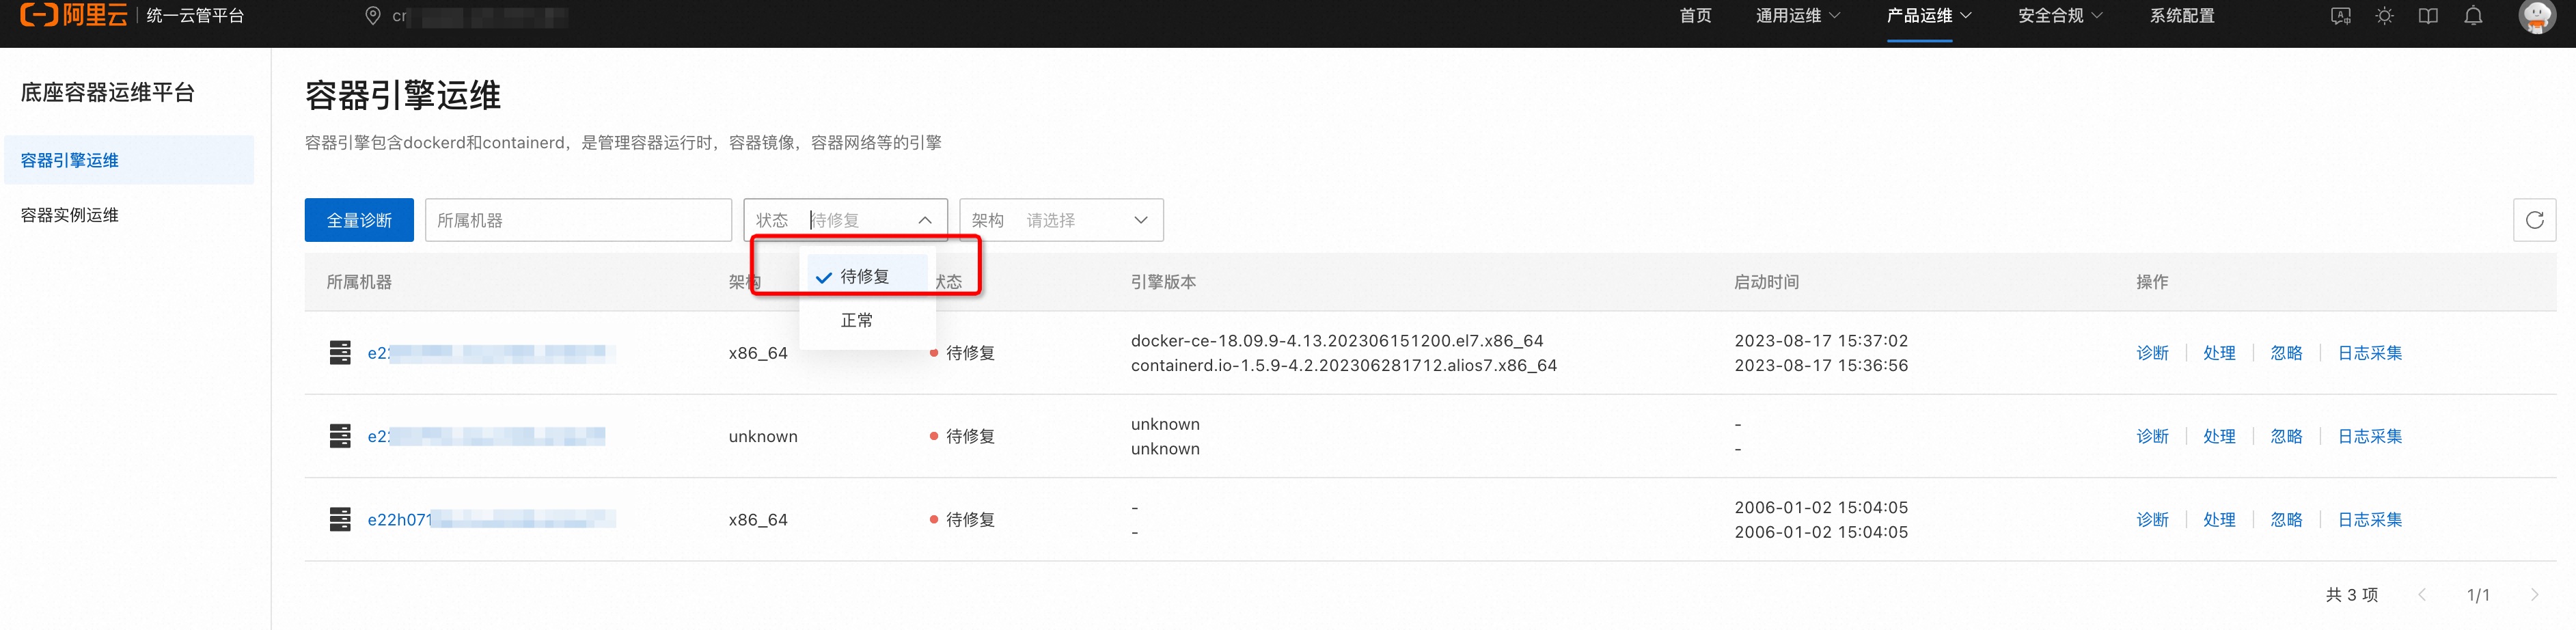 阿里云 统一云管平台 cr 首页 通用运维 产品运维 安全合规 系统配置
底座容器运维平台
容器引擎运维
容器实例运维
容器引擎运维
容器引擎包含dockerd和containerd，是管理容器运行时，容器镜像，容器网络等的引擎
全量诊断 所属机器 状态 待修复 架构 请选择
待修复
正常
所属机器 架构 状态 引擎版本 启动时间 操作
e22 x86_64 待修复 docker-ce-18.09.9-4.13.202306151200.el7.x86_64 2023-08-17 15:37:02 诊断 处理 忽略 日志采集
containerd.io-1.5.9-4.2.202306281712.alios7.x86_64 2023-08-17 15:36:56
e22 unknown 待修复 unknown - 诊断 处理 忽略 日志采集
unknown -
e22h071 x86_64 待修复 - 2006-01-02 15:04:05 诊断 处理 忽略 日志采集
- 2006-01-02 15:04:05
共 3 项 1/1